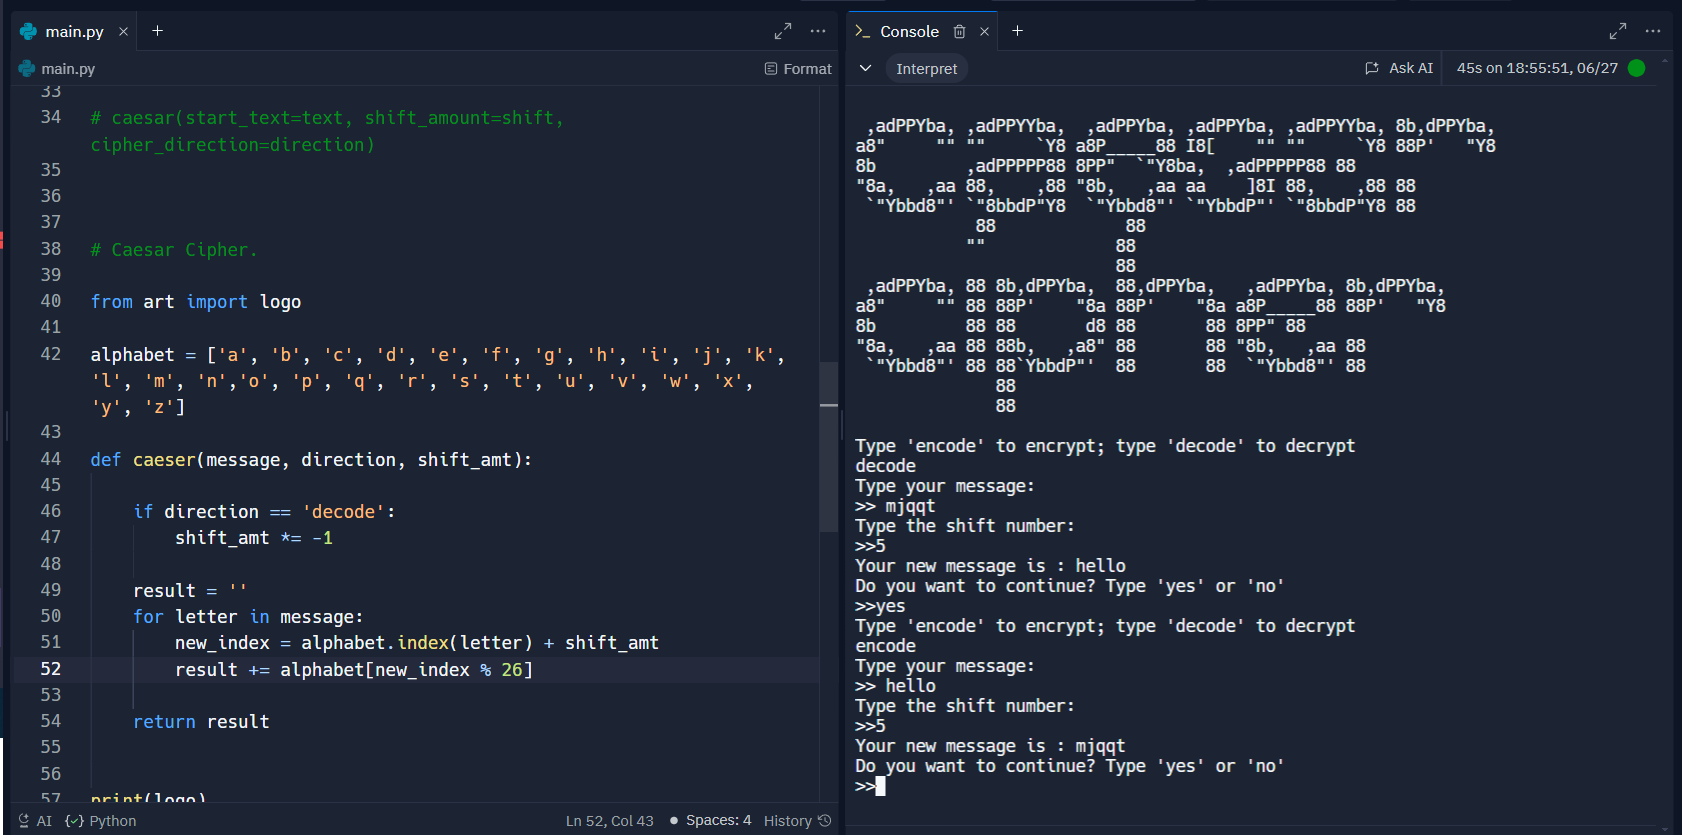 main.py
main.py
Format
33
34 # caesar(start_text=text, shift_amount=shift,
cipher_direction=direction)
35
36
37
38 # Caesar Cipher.
39
40 from art import logo
41
42 alphabet = ['a', 'b', 'c', 'd', 'e', 'f', 'g', 'h', 'i', 'j', 'k',
'l', 'm', 'n','o', 'p', 'q', 'r', 's', 't', 'u', 'v', 'w', 'x',
'y', 'z']
43
44 def caeser(message, direction, shift_amt):
45
46     if direction == 'decode':
47         shift_amt *= -1
48
49     result = ''
50     for letter in message:
51         new_index = alphabet.index(letter) + shift_amt
52         result += alphabet[new_index % 26]
53
54     return result
55
56
57 print(logo)
AI {✓} Python
Ln 52, Col 43 ● Spaces: 4 History
>_ Console
Interpret
Ask AI
45s on 18:55:51, 06/27
 ,adPPYba, ,adPPYYba,  ,adPPYba, ,adPPYba, ,adPPYYba, 8b,dPPYba,
a8"     "" ""     `Y8 a8P_____88 I8[    "" ""     `Y8 88P'   "Y8
8b         ,adPPPPP88 8PP"  `"Y8ba,  ,adPPPPP88 88
"8a,   ,aa 88,    ,88 "8b,   ,aa aa    ]8I 88,    ,88 88
 `"Ybbd8"' `"8bbdP"Y8  `"Ybbd8"' `"YbbdP"' `"8bbdP"Y8 88
            88             88
           ""             88
                          88
 ,adPPYba, 88 8b,dPPYba,  88,dPPYba,   ,adPPYba, 8b,dPPYba,
a8"     "" 88 88P'    "8a 88P'    "8a a8P_____88 88P'   "Y8
8b         88 88       d8 88       88 8PP" 88
"8a,   ,aa 88 88b,   ,a8" 88       88 "8b,   ,aa 88
 `"Ybbd8"' 88 88`YbbdP"'  88       88  `"Ybbd8"' 88
              88
              88
Type 'encode' to encrypt; type 'decode' to decrypt
decode
Type your message:
>> mjqqt
Type the shift number:
>>5
Your new message is : hello
Do you want to continue? Type 'yes' or 'no'
>>yes
Type 'encode' to encrypt; type 'decode' to decrypt
encode
Type your message:
>> hello
Type the shift number:
>>5
Your new message is : mjqqt
Do you want to continue? Type 'yes' or 'no'
>>